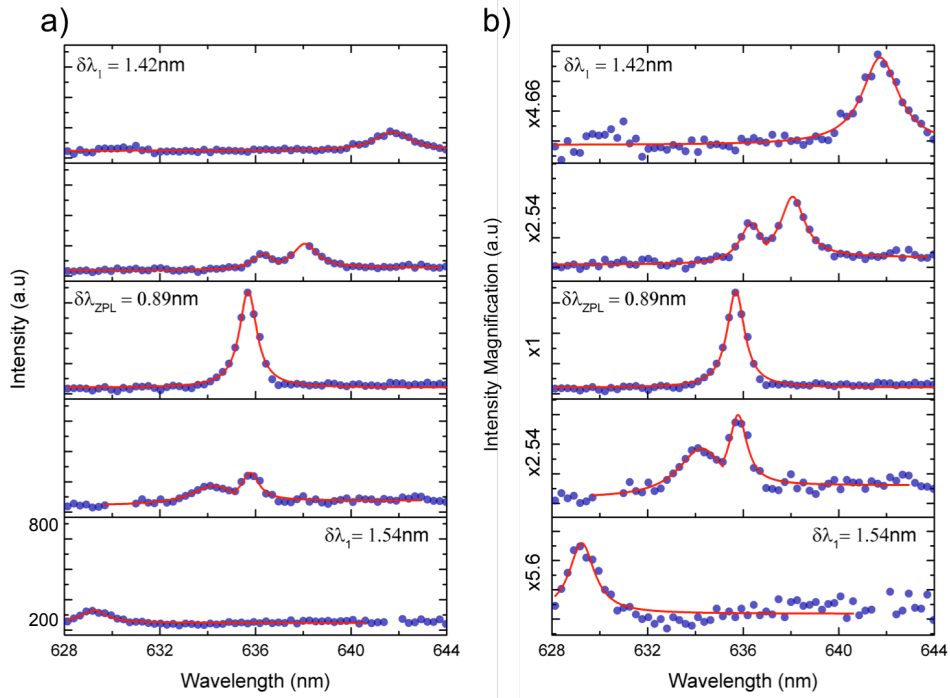 a)
δλ₁ = 1.42nm
δλZPL = 0.89nm
δλ₁ = 1.54nm
800
200
628 632 636 640 644
Wavelength (nm)
Intensity (a.u)
b)
δλ₁ = 1.42nm
x4.66
x2.54
δλZPL = 0.89nm
x1
x2.54
δλ₁ = 1.54nm
x5.6
628 632 636 640 644
Wavelength (nm)
Intensity Magnification (a.u)